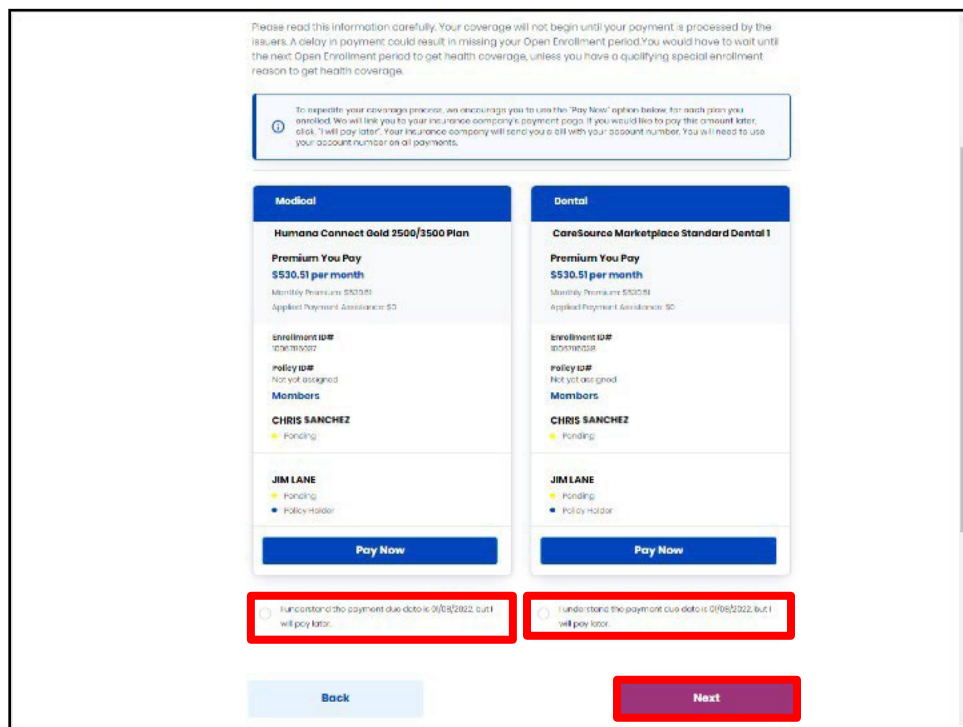 Please read this information carefully. Your coverage will not begin until your payment is processed by the
issuers. A delay in payment could result in missing your Open Enrollment period.You would have to wait until
the next Open Enrollment period to get health coverage, unless you have a qualifying special enrollment
reason to get health coverage.
To expedite your coverage process, we encourage you to use the "Pay Now" option below, for each plan you
enrolled. We will link you to your insurance company's payment page. If you would like to pay this amount later,
click, "I will pay later". Your insurance company will send you a bill with your account number. You will need to use
your account number on all payments.
Medical
Humana Connect Gold 2500/3500 Plan
Premium You Pay
$530.51 per month
Monthly Premium: $530.51
Applied Payment Assistance: $0
Enrollment ID#
Policy ID#
Not yet assigned
Members
CHRIS SANCHEZ
Pending
JIM LANE
Pending
Policy Holder
Pay Now
I understand the payment due date is 01/08/2022, but I
will pay later.
Dental
CareSource Marketplace Standard Dental 1
Premium You Pay
$530.51 per month
Monthly Premium: $530.51
Applied Payment Assistance: $0
Enrollment ID#
Policy ID#
Not yet assigned
Members
CHRIS SANCHEZ
Pending
JIM LANE
Pending
Policy Holder
Pay Now
I understand the payment due date is 01/08/2022, but I
will pay later.
Back
Next